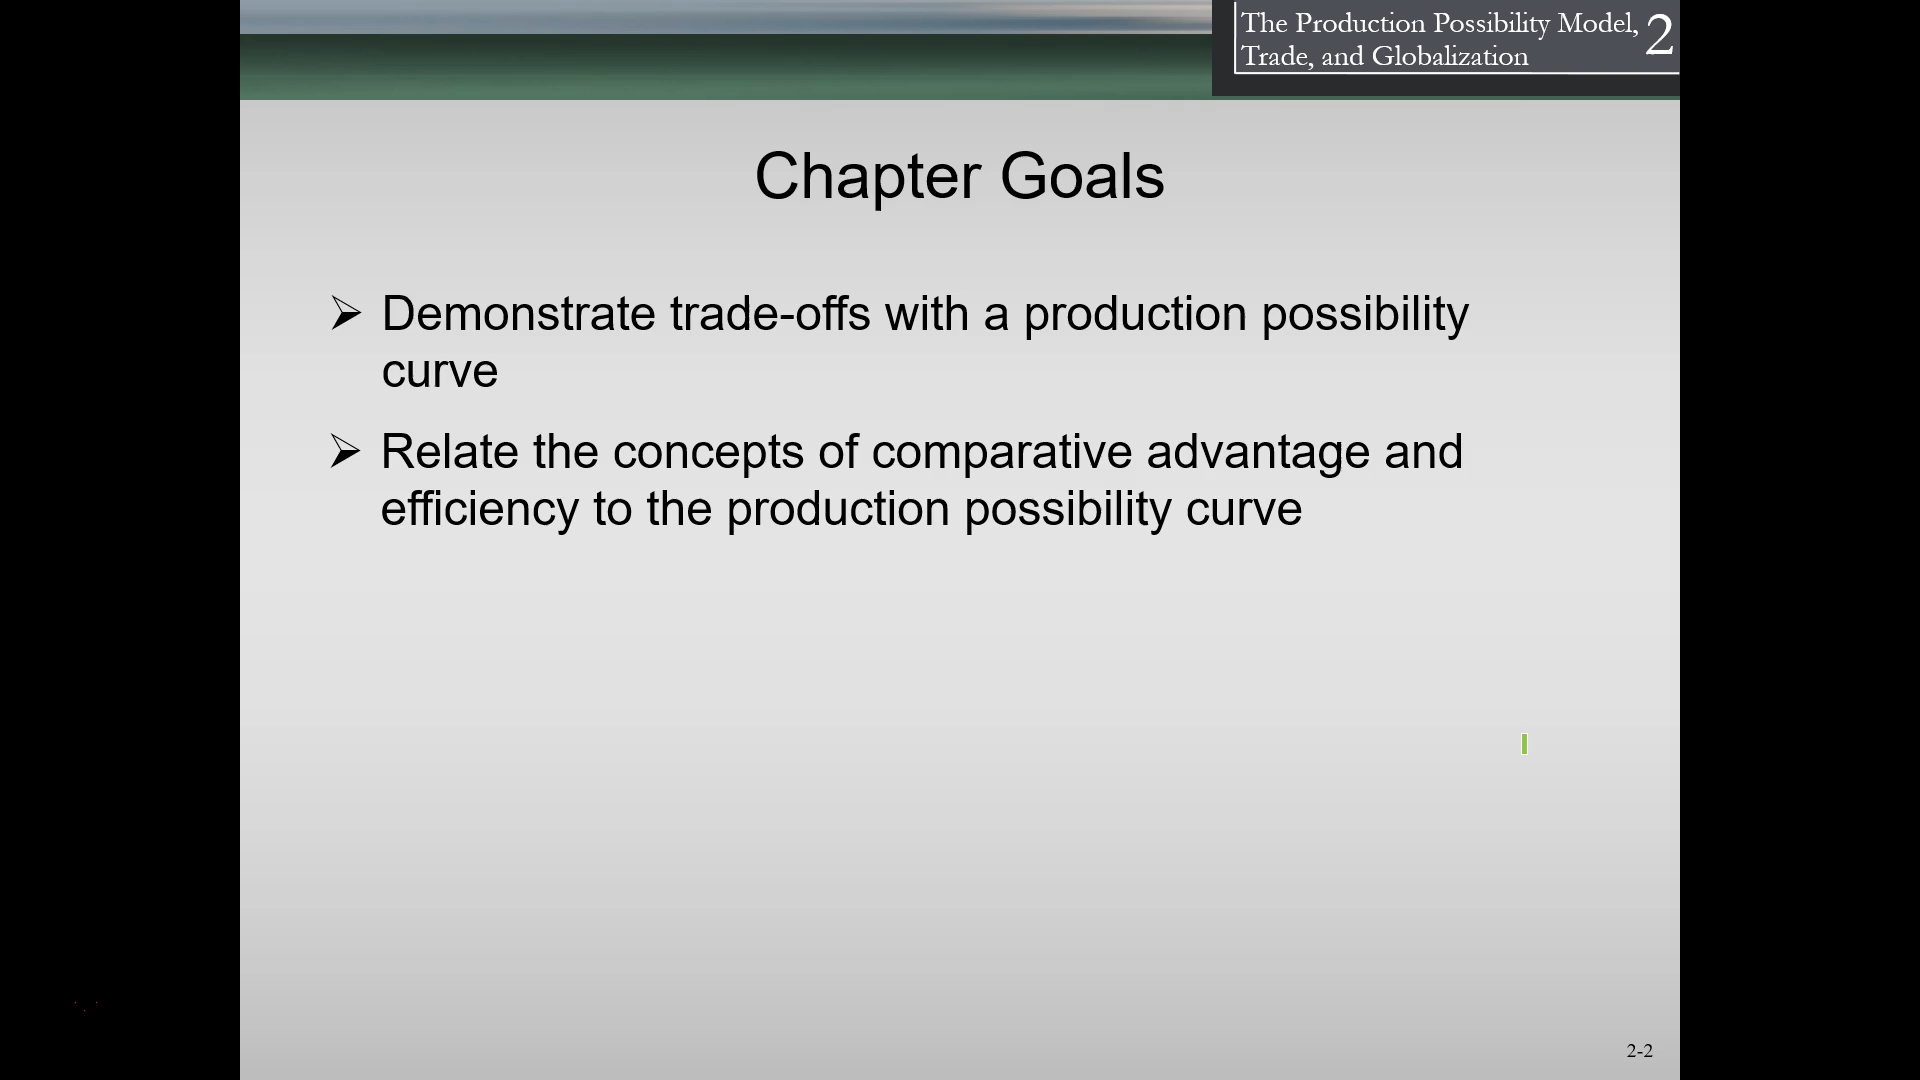 The Production Possibility Model,
Trade, and Globalization
2
Chapter Goals
Demonstrate trade-offs with a production possibility
curve
Relate the concepts of comparative advantage and
efficiency to the production possibility curve
2-2